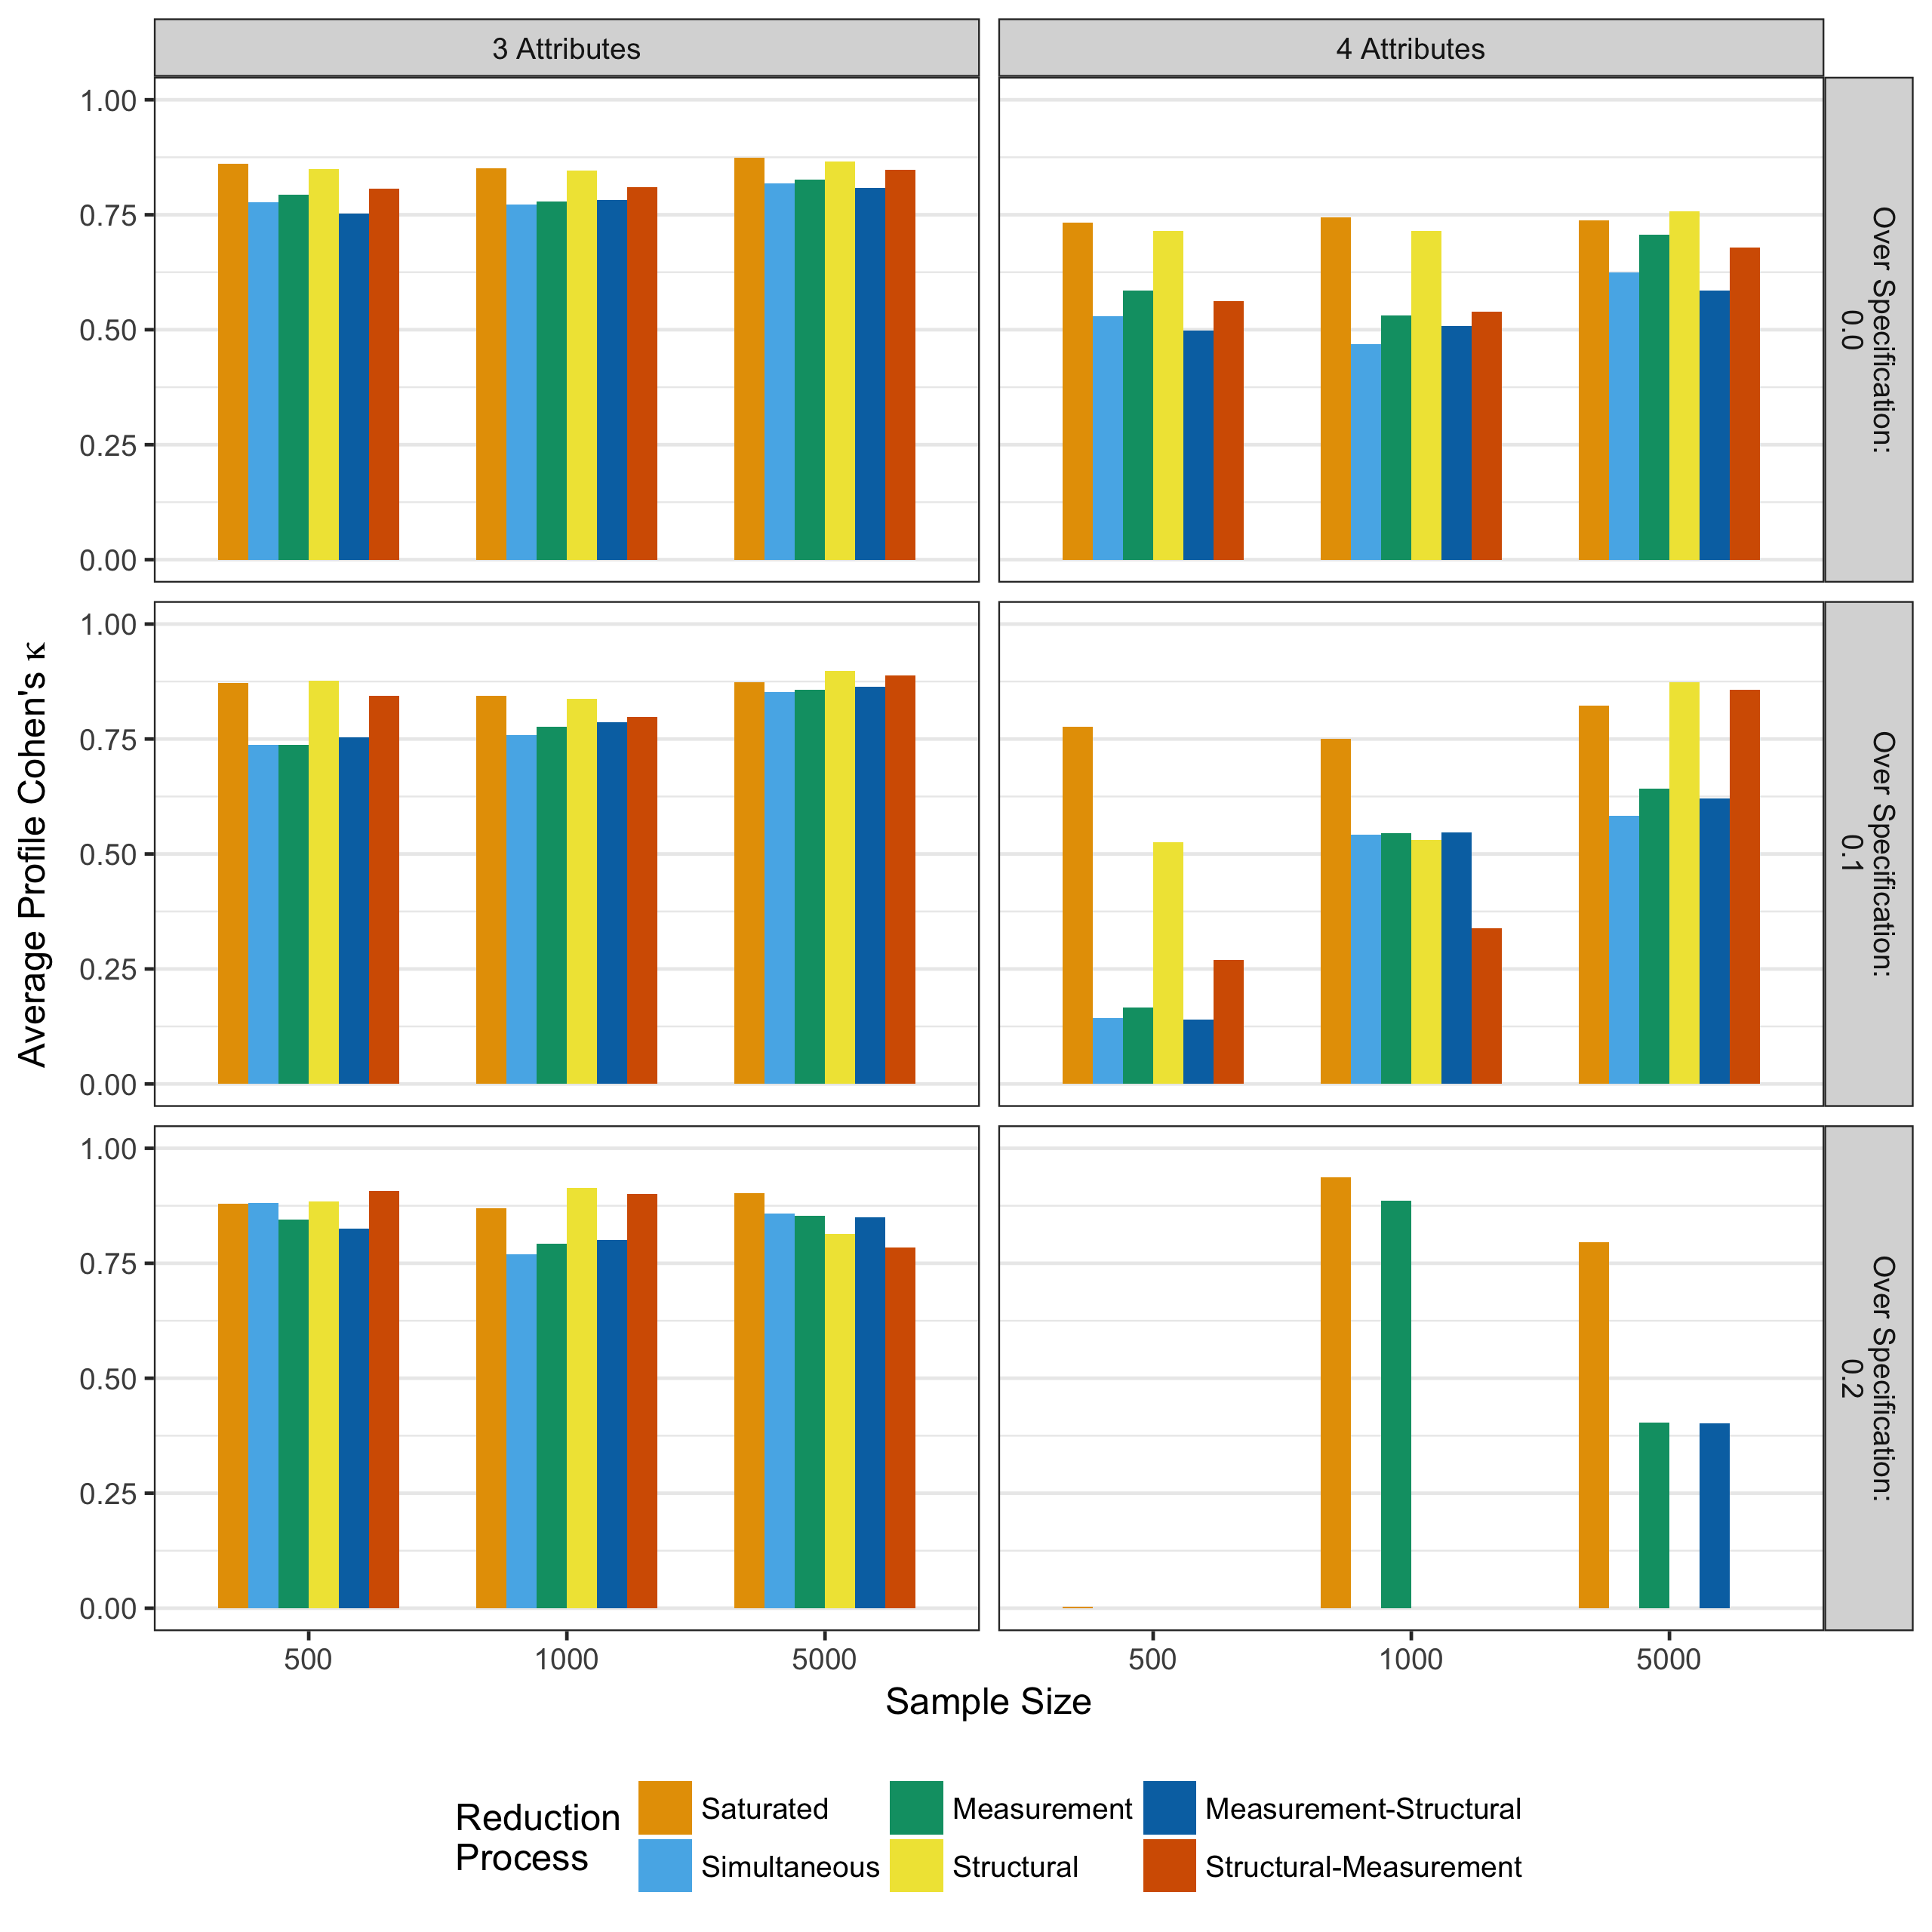 3 Attributes
4 Attributes
1.00
0.75
0.50
0.25
0.00
Over Specification:
0.0
1.00
0.75
0.50
0.25
0.00
Over Specification:
0.1
1.00
0.75
0.50
0.25
0.00
Over Specification:
0.2
Average Profile Cohen's κ
500
1000
5000
500
1000
5000
Sample Size
Reduction
Process
Saturated
Measurement
Measurement-Structural
Simultaneous
Structural
Structural-Measurement